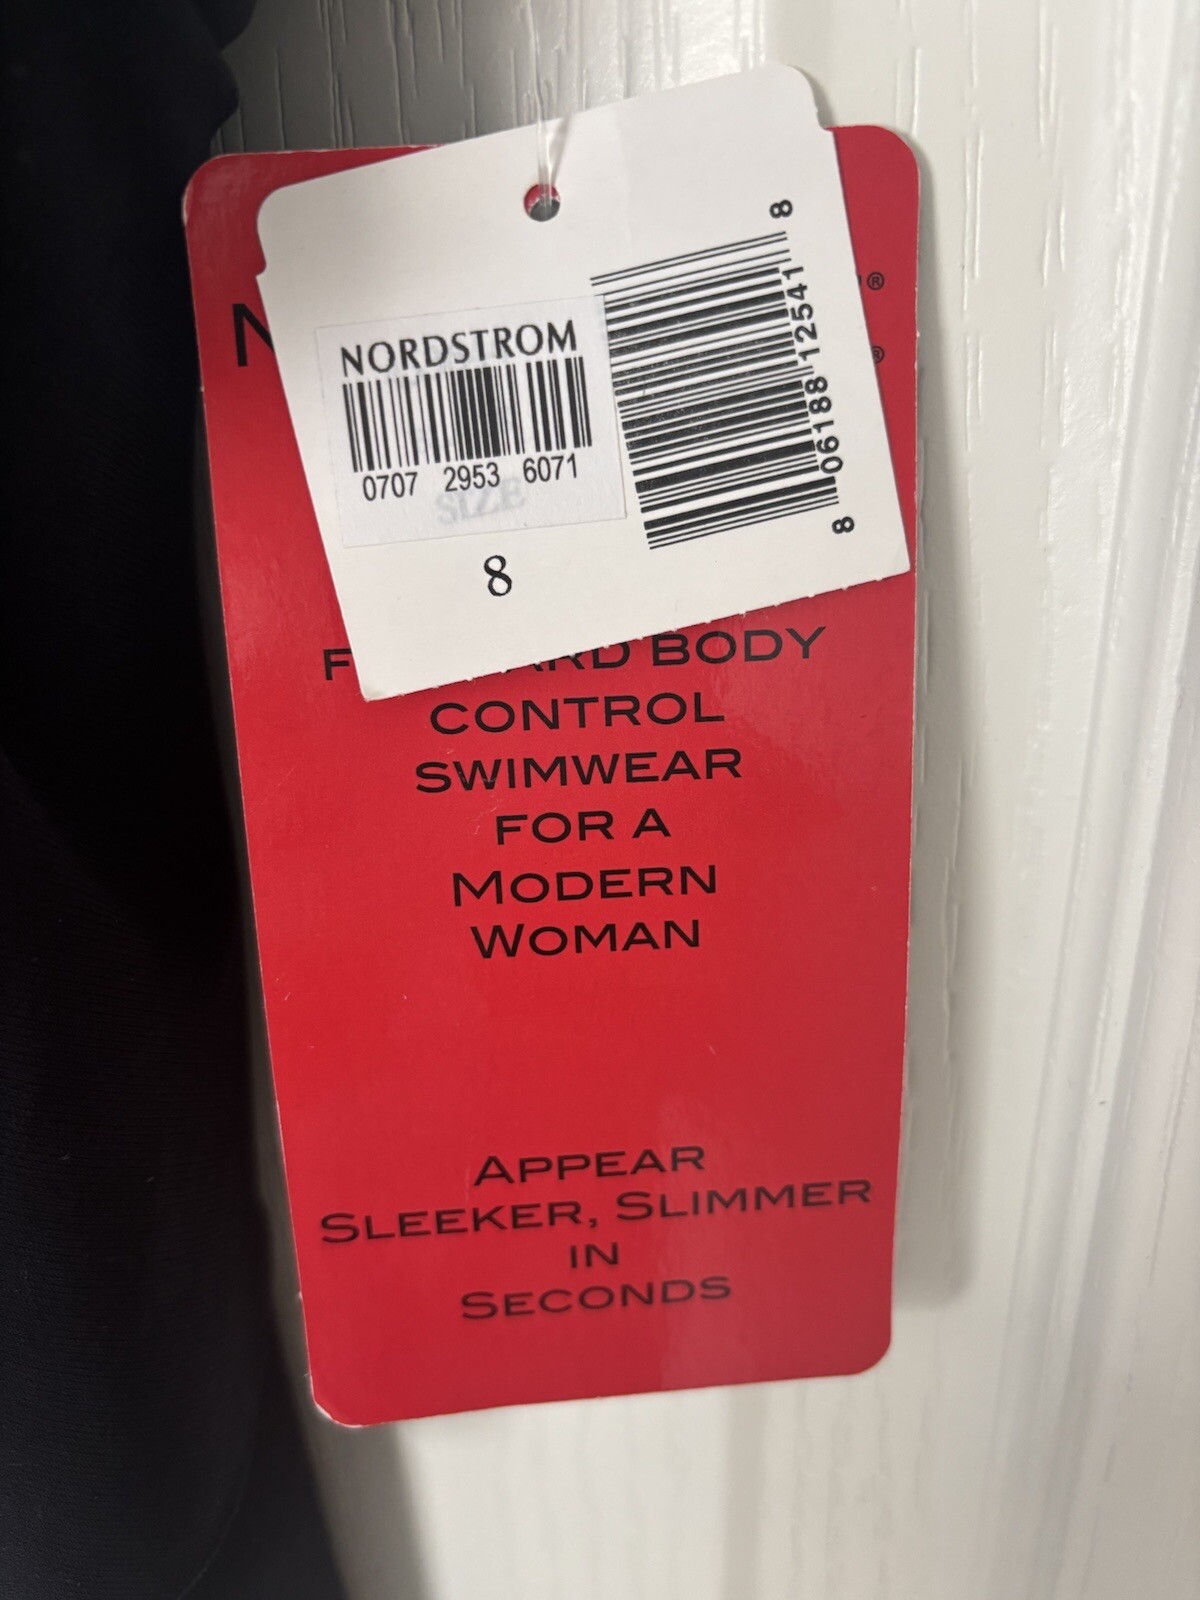 NORDSTROM
0707 2953 6071
SIZE
8
8 06188 12541 8
®
®
BODY
CONTROL
SWIMWEAR
FOR A
MODERN
WOMAN
APPEAR
SLEEKER, SLIMMER
IN
SECONDS